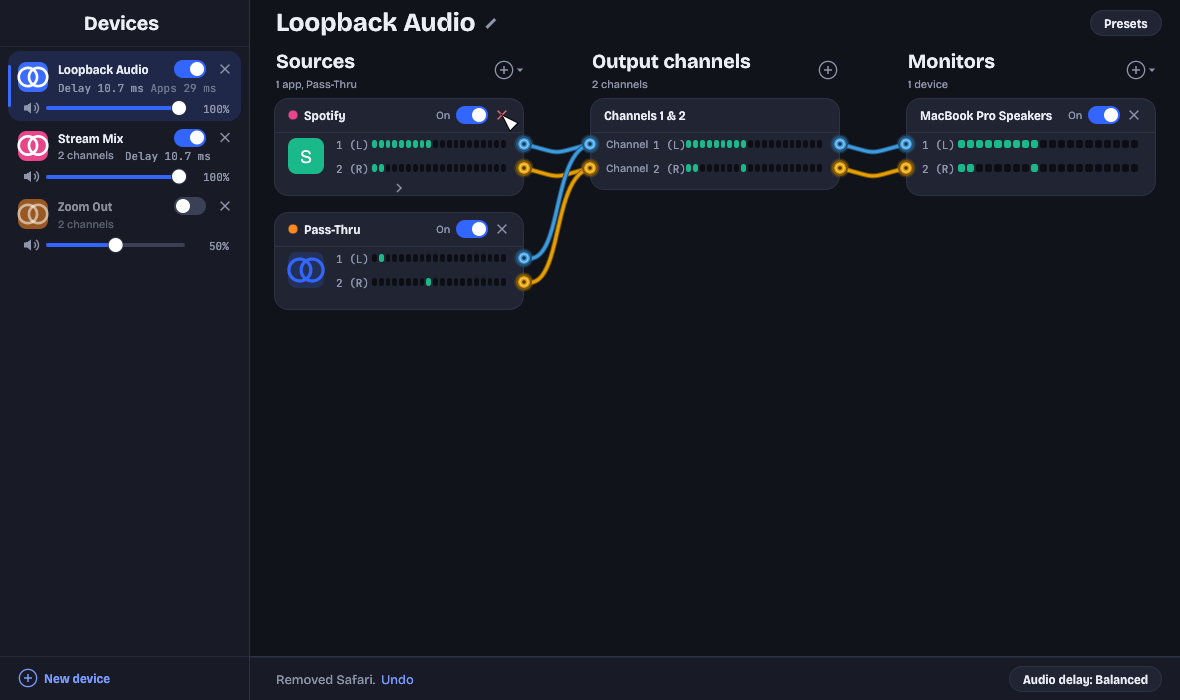 Devices
Loopback Audio
Delay 10.7 ms Apps 29 ms
100%
Stream Mix
2 channels Delay 10.7 ms
100%
Zoom Out
2 channels
50%
New device
Loopback Audio
Presets
Sources
1 app, Pass-Thru
Output channels
2 channels
Monitors
1 device
Spotify On
S
1 (L)
2 (R)
Pass-Thru On
1 (L)
2 (R)
Channels 1 & 2
Channel 1 (L)
Channel 2 (R)
MacBook Pro Speakers On
1 (L)
2 (R)
Removed Safari. Undo
Audio delay: Balanced